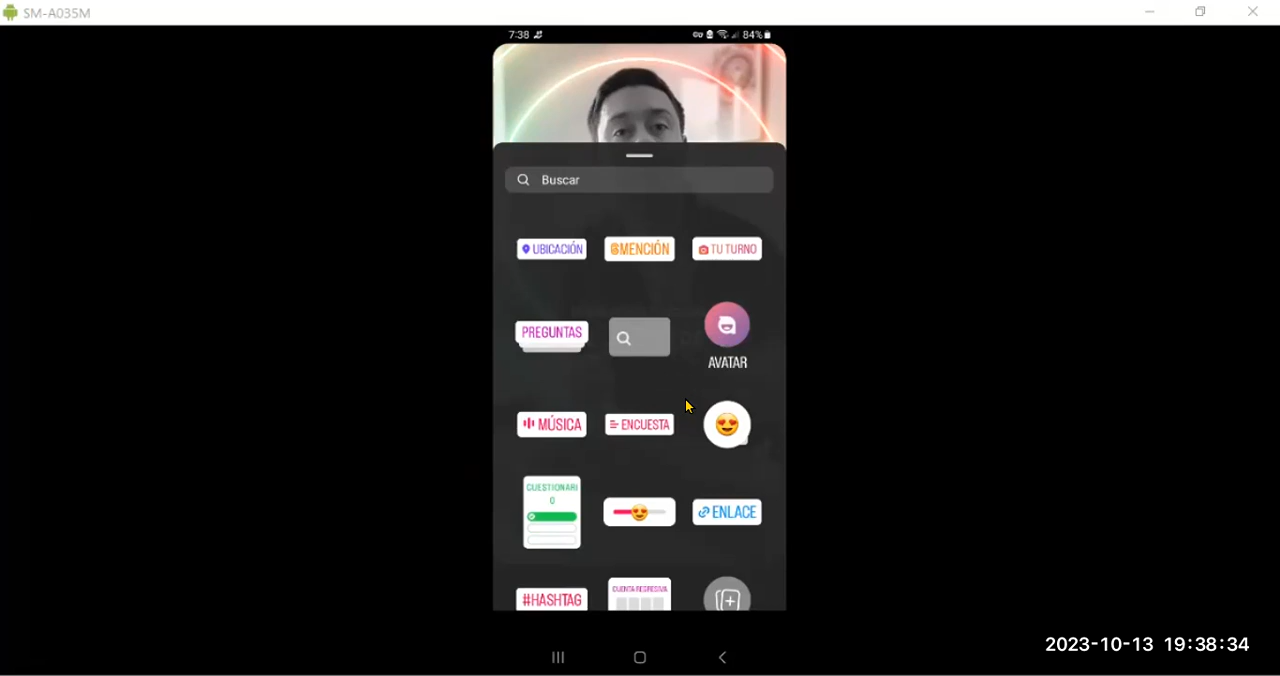 SM-A035M
7:38 84%
Buscar
UBICACIÓN @MENCIÓN TU TURNO
PREGUNTAS
AVATAR
MÚSICA ENCUESTA
CUESTIONARI
O
ENLACE
#HASHTAG CUENTA REGRESIVA
2023-10-13 19:38:34